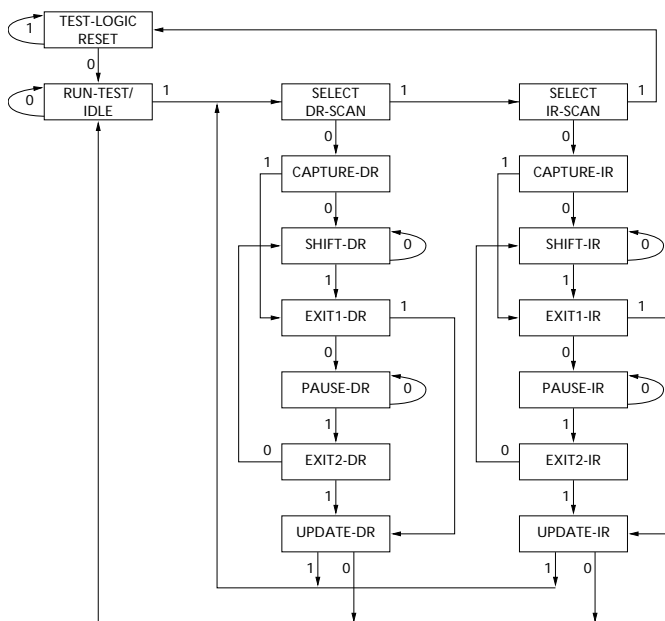 TEST-LOGIC
RESET
1
0
RUN-TEST/
IDLE
0
1
SELECT
DR-SCAN
1
SELECT
IR-SCAN
1
0
0
1
CAPTURE-DR
1
CAPTURE-IR
0
0
SHIFT-DR
0
SHIFT-IR
0
1
1
EXIT1-DR
1
EXIT1-IR
1
0
0
PAUSE-DR
0
PAUSE-IR
0
1
1
0
EXIT2-DR
0
EXIT2-IR
1
1
UPDATE-DR
UPDATE-IR
1
0
1
0